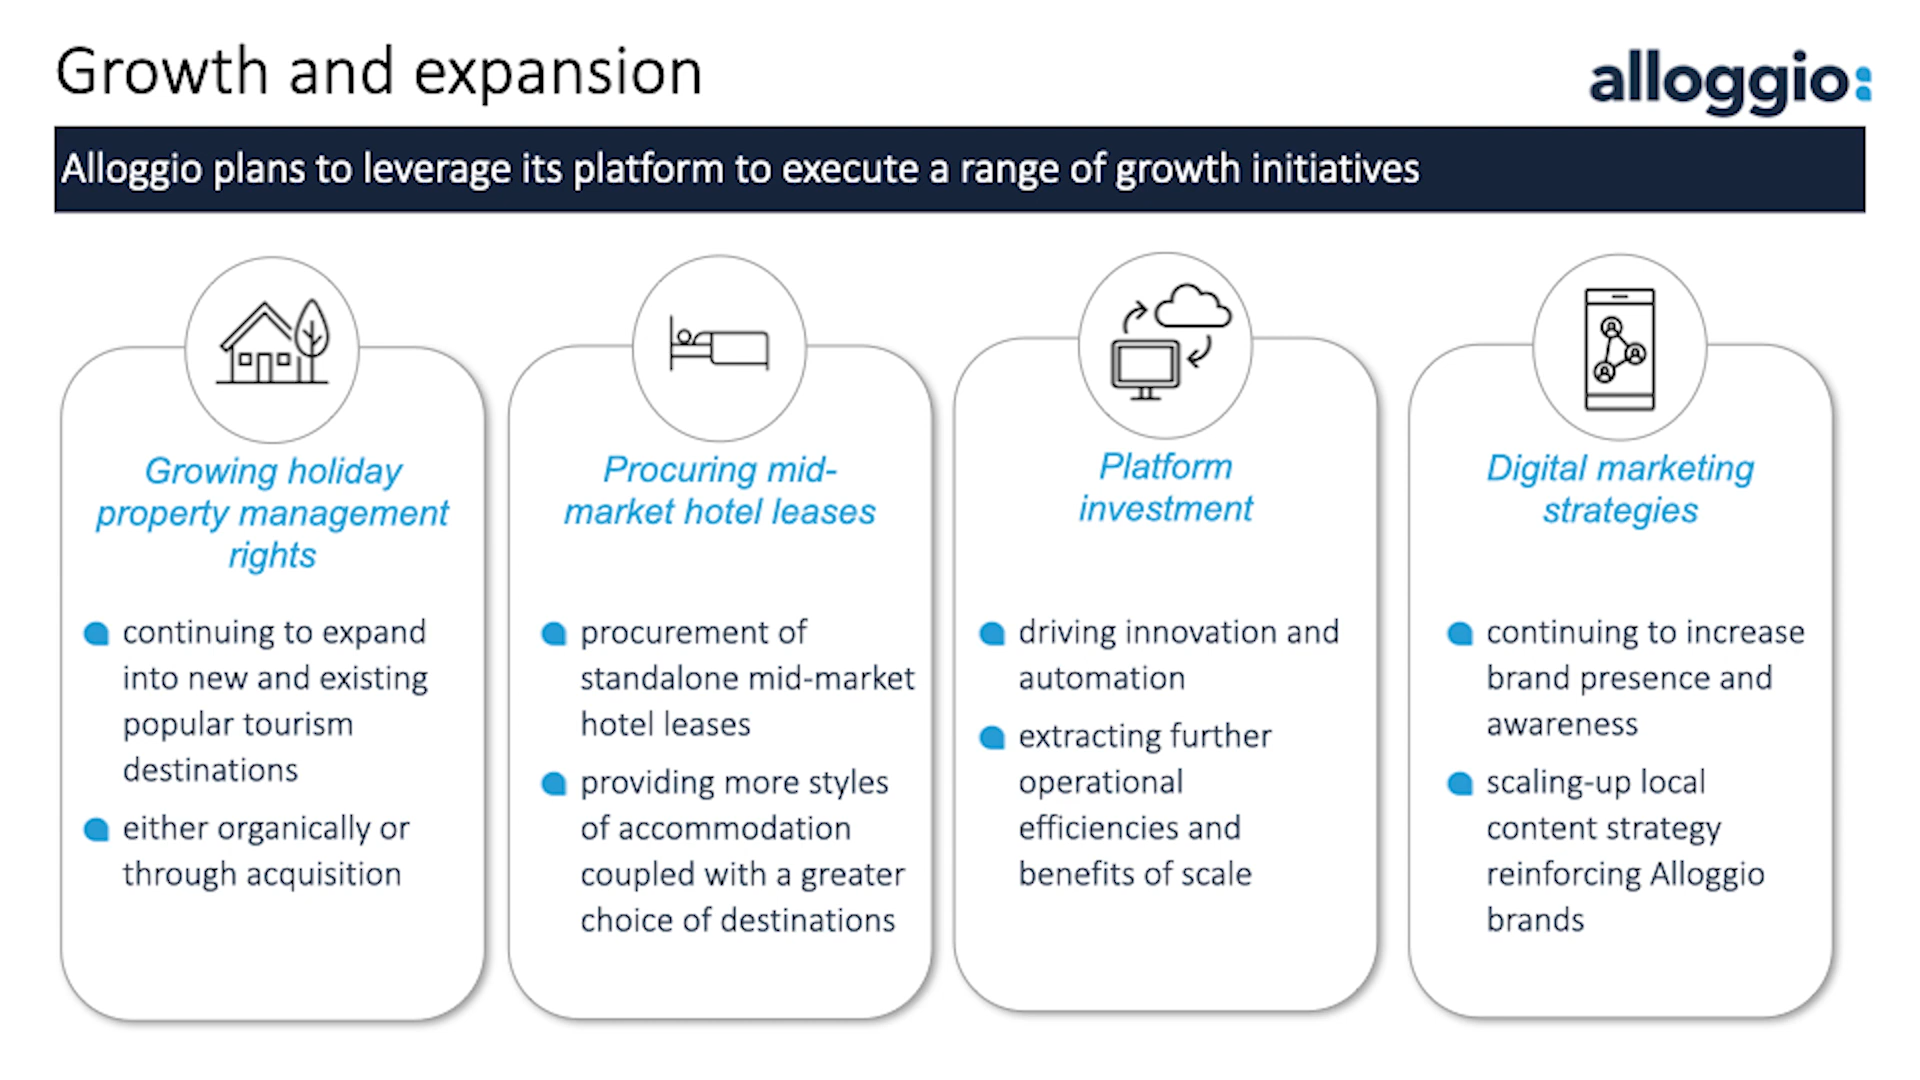 Growth and expansion
alloggio:
Alloggio plans to leverage its platform to execute a range of growth initiatives
Growing holiday
property management
rights
continuing to expand
into new and existing
popular tourism
destinations
either organically or
through acquisition
Procuring mid-
market hotel leases
procurement of
standalone mid-market
hotel leases
providing more styles
of accommodation
coupled with a greater
choice of destinations
Platform
investment
driving innovation and
automation
extracting further
operational
efficiencies and
benefits of scale
Digital marketing
strategies
continuing to increase
brand presence and
awareness
scaling-up local
content strategy
reinforcing Alloggio
brands